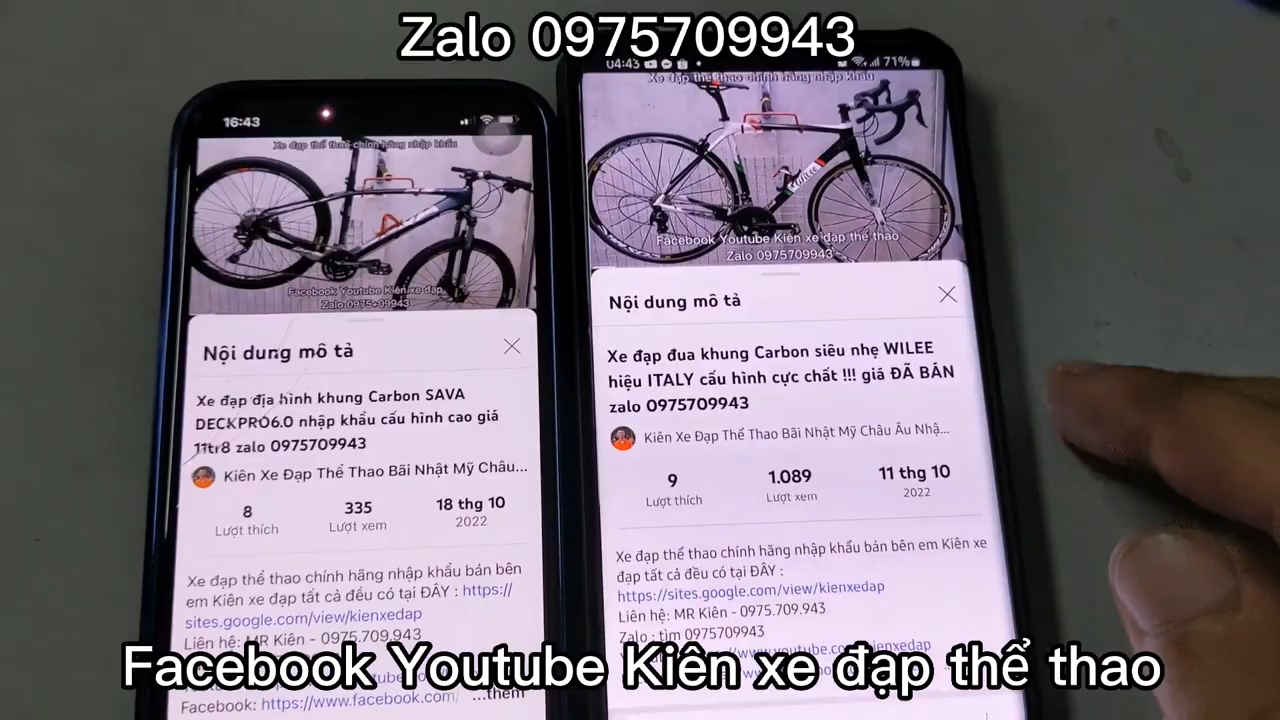 Zalo 0975709943
16:43
Xe đạp thể thao chính hãng nhập khẩu
Facebook Youtube Kiên xe đạp
Nội dung mô tả
Xe đạp địa hình khung Carbon SAVA
DECKPRO6.0 nhập khẩu cấu hình cao giá
11tr8 zalo 0975709943
Kiên Xe Đạp Thể Thao Bãi Nhật Mỹ Châu...
8
335
18 thg 10
Lượt thích
Lượt xem
2022
Xe đạp thể thao chính hãng nhập khẩu bán bên
em Kiên xe đạp tất cả đều có tại ĐÂY : https://
sites.google.com/view/kienxedap
Liên hệ: MR Kiên - 0975.709.943
Facebook: https://www.facebook.com/
...thêm
04:43
71%
Xe đạp thể thao chính hãng nhập khẩu
Facebook Youtube Kiên xe đạp thể thao
Zalo 0975709943
Nội dung mô tả
Xe đạp đua khung Carbon siêu nhẹ WILEE
hiệu ITALY cấu hình cực chất !!! giá ĐÃ BÁN
zalo 0975709943
Kiên Xe Đạp Thể Thao Bãi Nhật Mỹ Châu Âu Nhậ...
9
1.089
11 thg 10
Lượt thích
Lượt xem
2022
Xe đạp thể thao chính hãng nhập khẩu bán bên em Kiên xe
đạp tất cả đều có tại ĐÂY :
https://sites.google.com/view/kienxedap
Liên hệ: MR Kiên - 0975.709.943
Zalo : tìm 0975709943
Facebook Youtube Kiên xe đạp thể thao